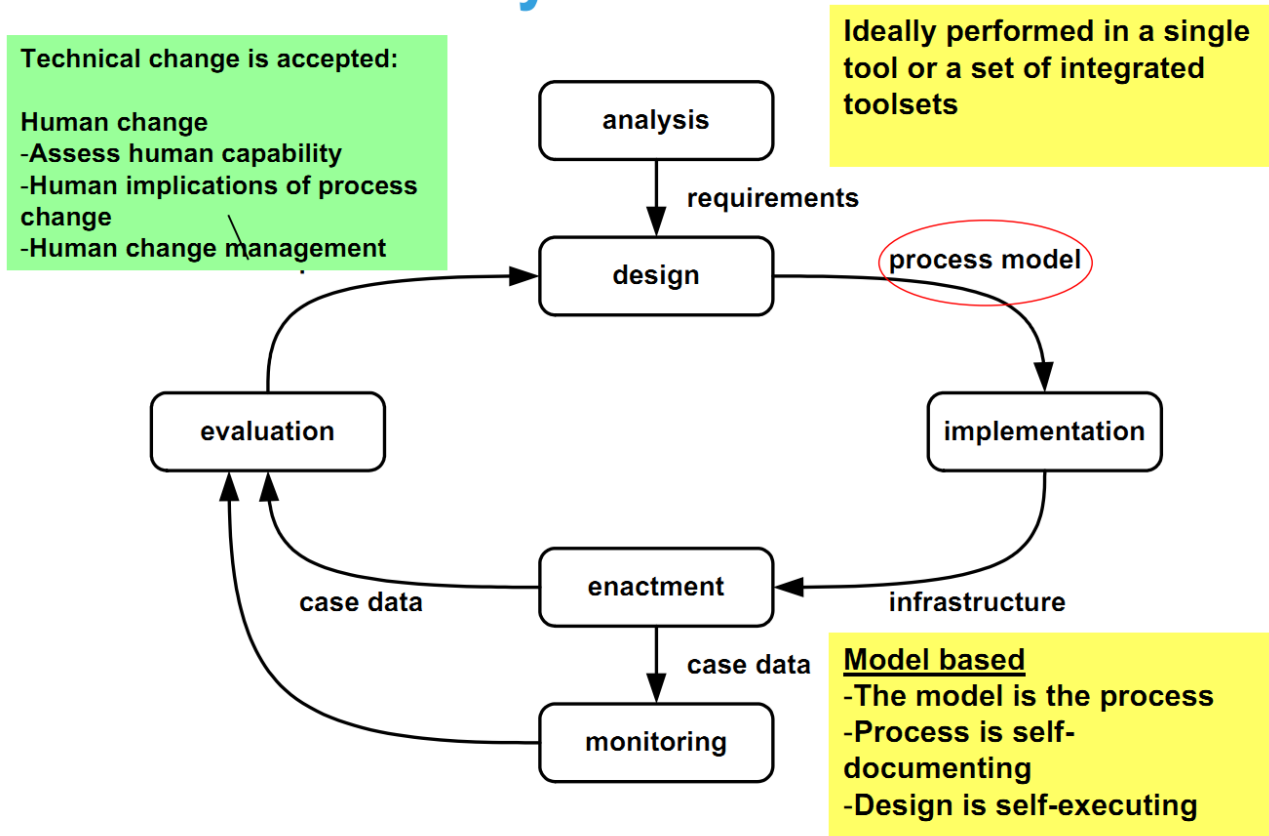 Technical change is accepted:
Human change
-Assess human capability
-Human implications of process
change
-Human change management
Ideally performed in a single
tool or a set of integrated
toolsets
analysis
requirements
design
process model
evaluation
implementation
enactment
case data
infrastructure
case data
monitoring
Model based
-The model is the process
-Process is self-
documenting
-Design is self-executing